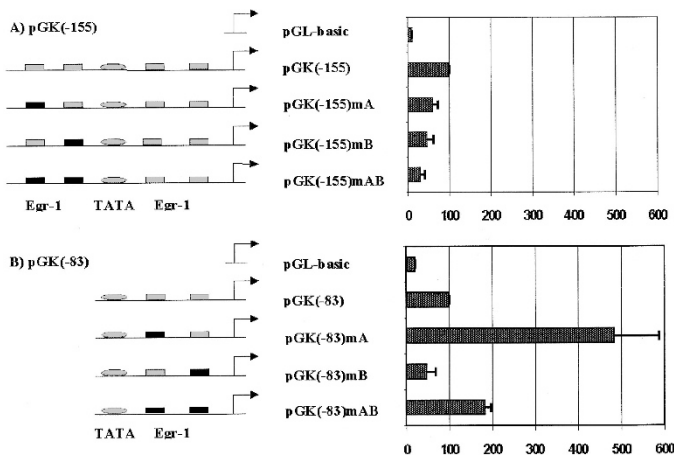 A) pGK(-155)
pGL-basic
pGK(-155)
pGK(-155)mA
pGK(-155)mB
pGK(-155)mAB
Egr-1 TATA Egr-1
0 100 200 300 400 500 600
B) pGK(-83)
pGL-basic
pGK(-83)
pGK(-83)mA
pGK(-83)mB
pGK(-83)mAB
TATA Egr-1
0 100 200 300 400 500 600